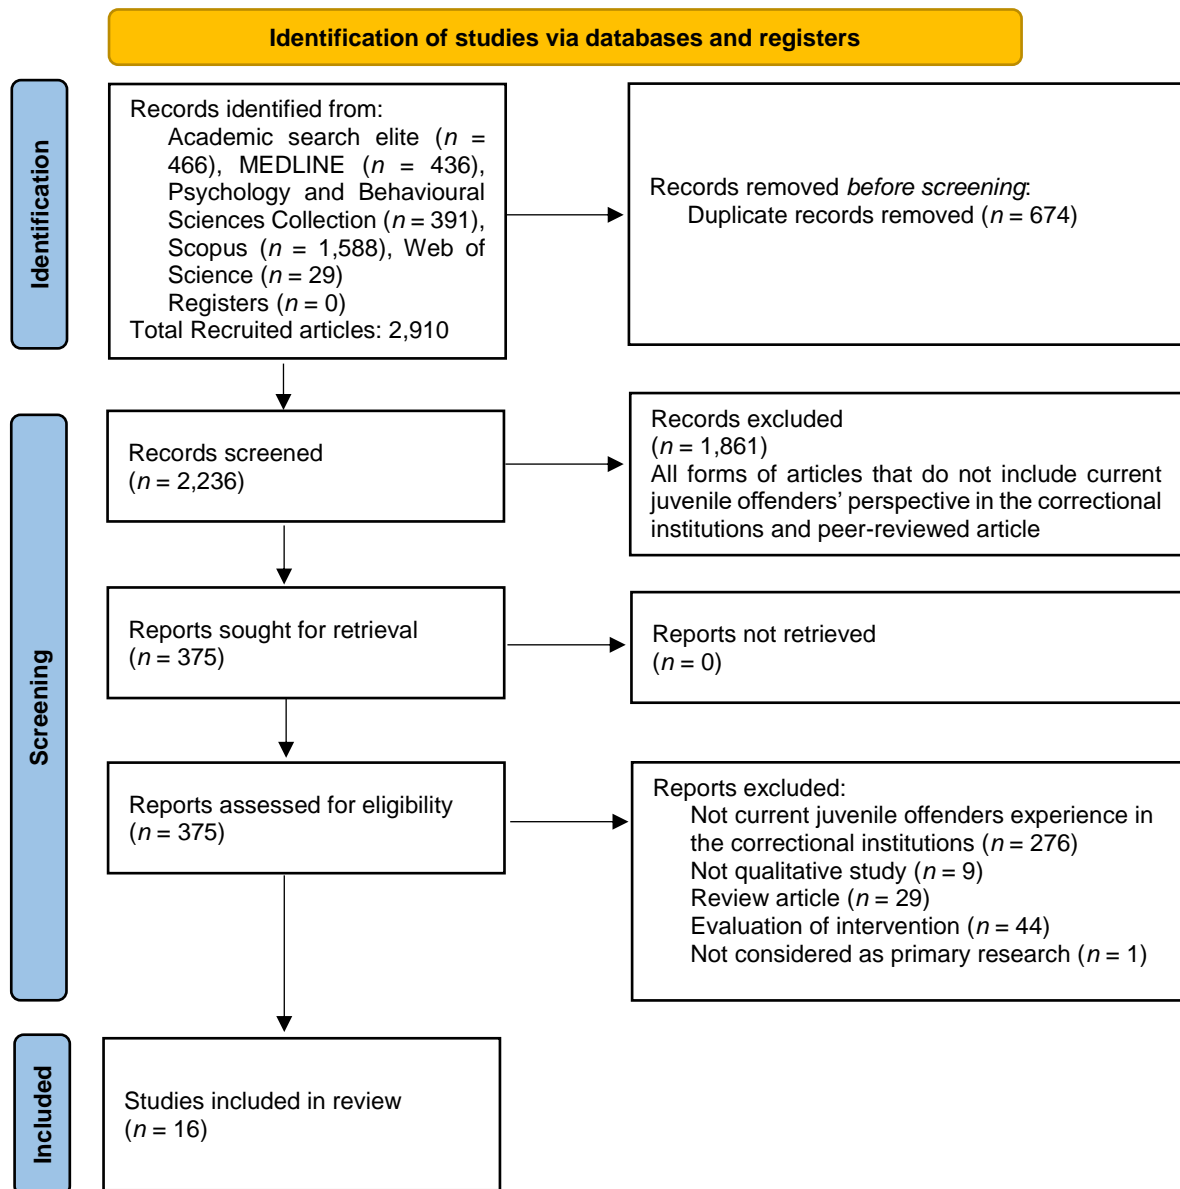 Identification of studies via databases and registers
Identification
Records identified from:
Academic search elite (n =
466), MEDLINE (n = 436),
Psychology and Behavioural
Sciences Collection (n = 391),
Scopus (n = 1,588), Web of
Science (n = 29)
Registers (n = 0)
Total Recruited articles: 2,910
Records removed before screening:
Duplicate records removed (n = 674)
Screening
Records screened
(n = 2,236)
Records excluded
(n = 1,861)
All forms of articles that do not include current
juvenile offenders’ perspective in the correctional
institutions and peer-reviewed article
Reports sought for retrieval
(n = 375)
Reports not retrieved
(n = 0)
Reports assessed for eligibility
(n = 375)
Reports excluded:
Not current juvenile offenders experience in
the correctional institutions (n = 276)
Not qualitative study (n = 9)
Review article (n = 29)
Evaluation of intervention (n = 44)
Not considered as primary research (n = 1)
Included
Studies included in review
(n = 16)